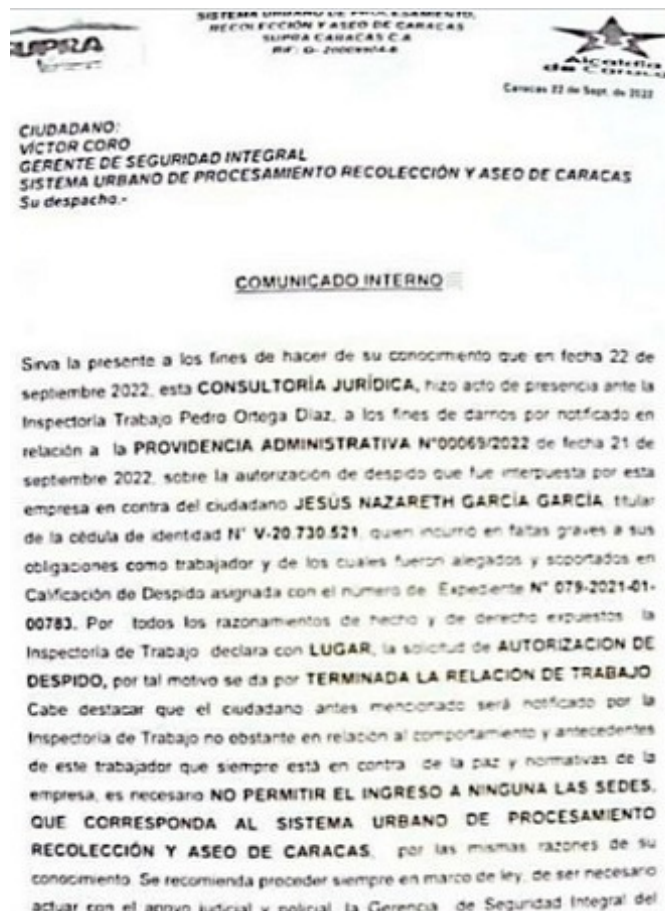 SISTEMA URBANO DE PROCESAMIENTO,
RECOLECCIÓN Y ASEO DE CARACAS
SUPRA CARACAS C.A
SUPRA
Alcaldía
de Caracas
Caracas 22 de Sept. de 2022
CIUDADANO:
VÍCTOR CORO
GERENTE DE SEGURIDAD INTEGRAL
SISTEMA URBANO DE PROCESAMIENTO RECOLECCIÓN Y ASEO DE CARACAS
Su despacho.-
COMUNICADO INTERNO
Sirva la presente a los fines de hacer de su conocimiento que en fecha 22 de
septiembre 2022, esta CONSULTORÍA JURÍDICA, hizo acto de presencia ante la
Inspectoría Trabajo Pedro Ortega Díaz, a los fines de darnos por notificado en
relación a la PROVIDENCIA ADMINISTRATIVA N°00069/2022 de fecha 21 de
septiembre 2022, sobre la autorización de despido que fue interpuesta por esta
empresa en contra del ciudadano JESÚS NAZARETH GARCÍA GARCÍA, titular
de la cédula de identidad N° V-20.730.521, quien incurrió en faltas graves a sus
obligaciones como trabajador y de los cuales fueron alegados y soportados en
Calificación de Despido asignada con el número de Expediente N° 079-2021-01-
00783. Por todos los razonamientos de hecho y de derecho expuestos la
Inspectoría de Trabajo declara con LUGAR, la solicitud de AUTORIZACION DE
DESPIDO, por tal motivo se da por TERMINADA LA RELACION DE TRABAJO
Cabe destacar que el ciudadano antes mencionado será notificado por la
Inspectoría de Trabajo no obstante en relación al comportamiento y antecedentes
de este trabajador que siempre está en contra de la paz y normativas de la
empresa, es necesario NO PERMITIR EL INGRESO A NINGUNA LAS SEDES,
QUE CORRESPONDA AL SISTEMA URBANO DE PROCESAMIENTO
RECOLECCIÓN Y ASEO DE CARACAS, por las mismas razones de su
conocimiento. Se recomienda proceder siempre en marco de ley, de ser necesario
actuar con el apoyo judicial y policial, la Gerencia de Seguridad Integral del